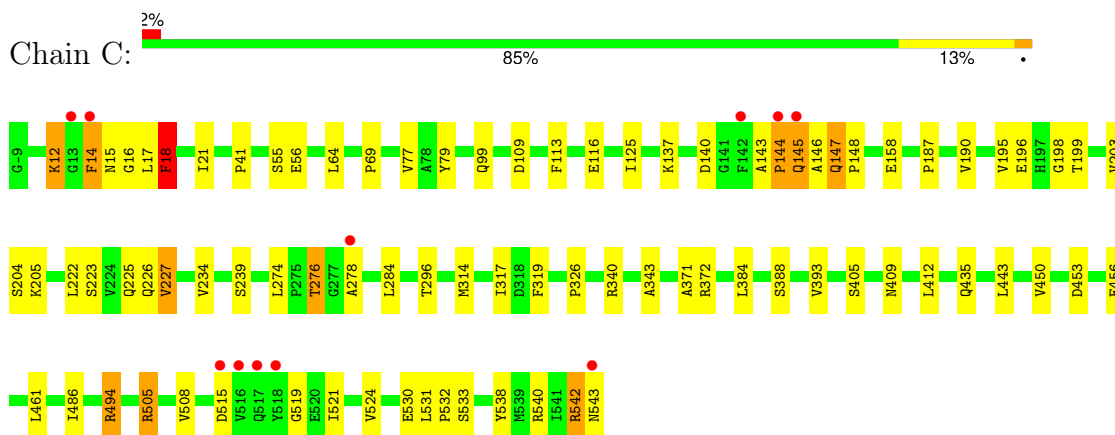 2%
Chain C:
85% 13% •
G-9 K12 G13 F14 N15 G16 L17 F18 I21 P41 S55 E56 L64 P69 V77 A78 Y79 Q99 D109 F113 E116 I125 K137 D140 G141 F142 A143 P144 Q145 A146 Q147 P148 E158 P187 V190 V195 E196 H197 G198 T199
S204 K205 L222 S223 V224 Q225 Q226 V227 V234 S239 L274 P275 T276 G277 A278 L284 T296 M314 I317 D318 F319 P326 R340 A343 A371 R372 L384 S388 V393 S405 N409 L412 Q435 L443 V450 D453
L461 I486 R494 R505 V508 D515 V516 Q517 Y518 G519 E520 I521 V524 E530 L531 P532 S533 Y538 M539 R540 I541 R542 N543